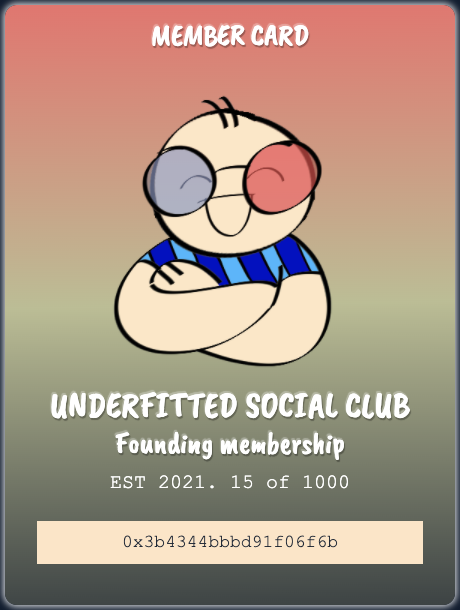 MEMBER CARD
UNDERFITTED SOCIAL CLUB
Founding membership
EST 2021. 15 of 1000
0x3b4344bbbd91f06f6b